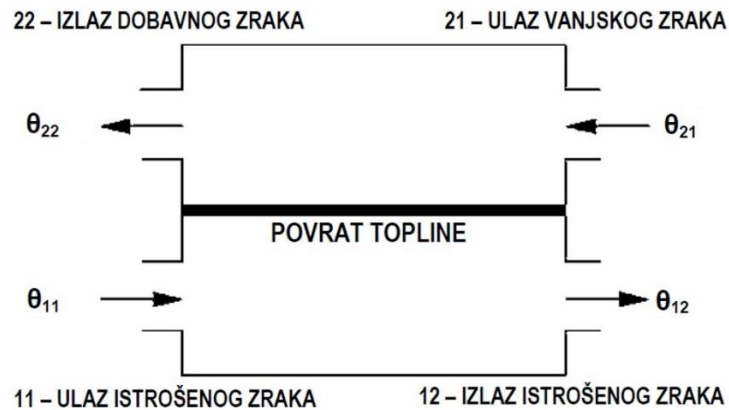 22 – IZLAZ DOBAVNOG ZRAKA
21 – ULAZ VANJSKOG ZRAKA
θ22
θ21
POVRAT TOPLINE
θ11
θ12
11 – ULAZ ISTROŠENOG ZRAKA
12 – IZLAZ ISTROŠENOG ZRAKA